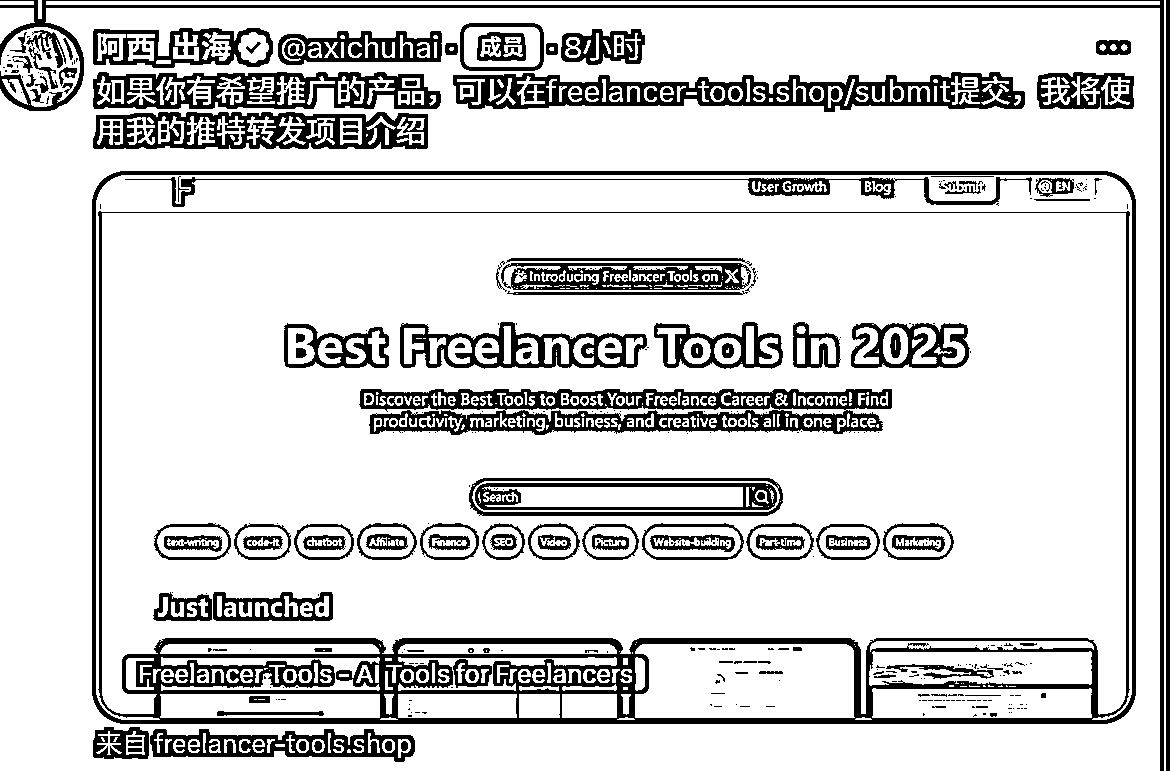 阿西_出海 @axichuhai · 成员 · 8小时
如果你有希望推广的产品，可以在freelancer-tools.shop/submit提交，我将使
用我的推特转发项目介绍
F
User Growth Blog Submit EN
Introducing Freelancer Tools on X
Best Freelancer Tools in 2025
Discover the Best Tools to Boost Your Freelance Career & Income! Find
productivity, marketing, business, and creative tools all in one place.
Search
text-writing code-it chatbot Affiliate Finance SEO Video Picture Website-building Part-time Business Marketing
Just launched
Freelancer Tools - AI Tools for Freelancers
来自 freelancer-tools.shop